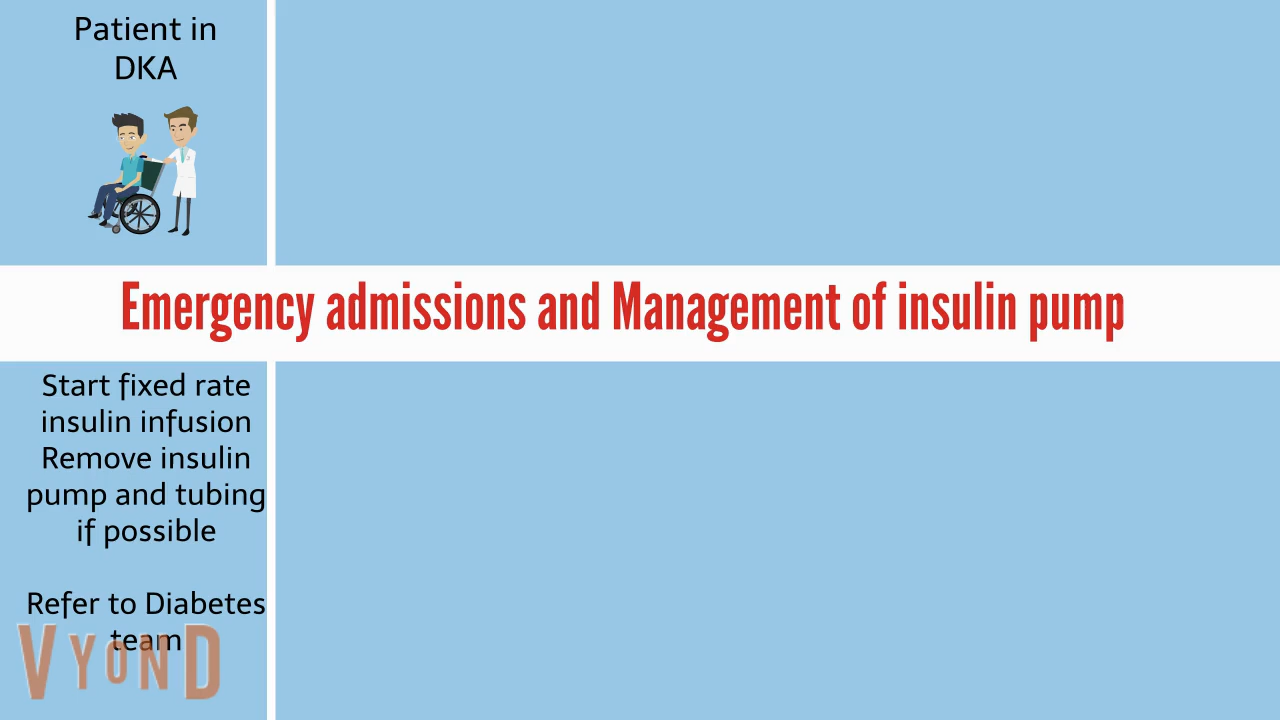 Patient in
DKA
Emergency admissions and Management of insulin pump
Start fixed rate
insulin infusion
Remove insulin
pump and tubing
if possible
Refer to Diabetes
team
VYOND